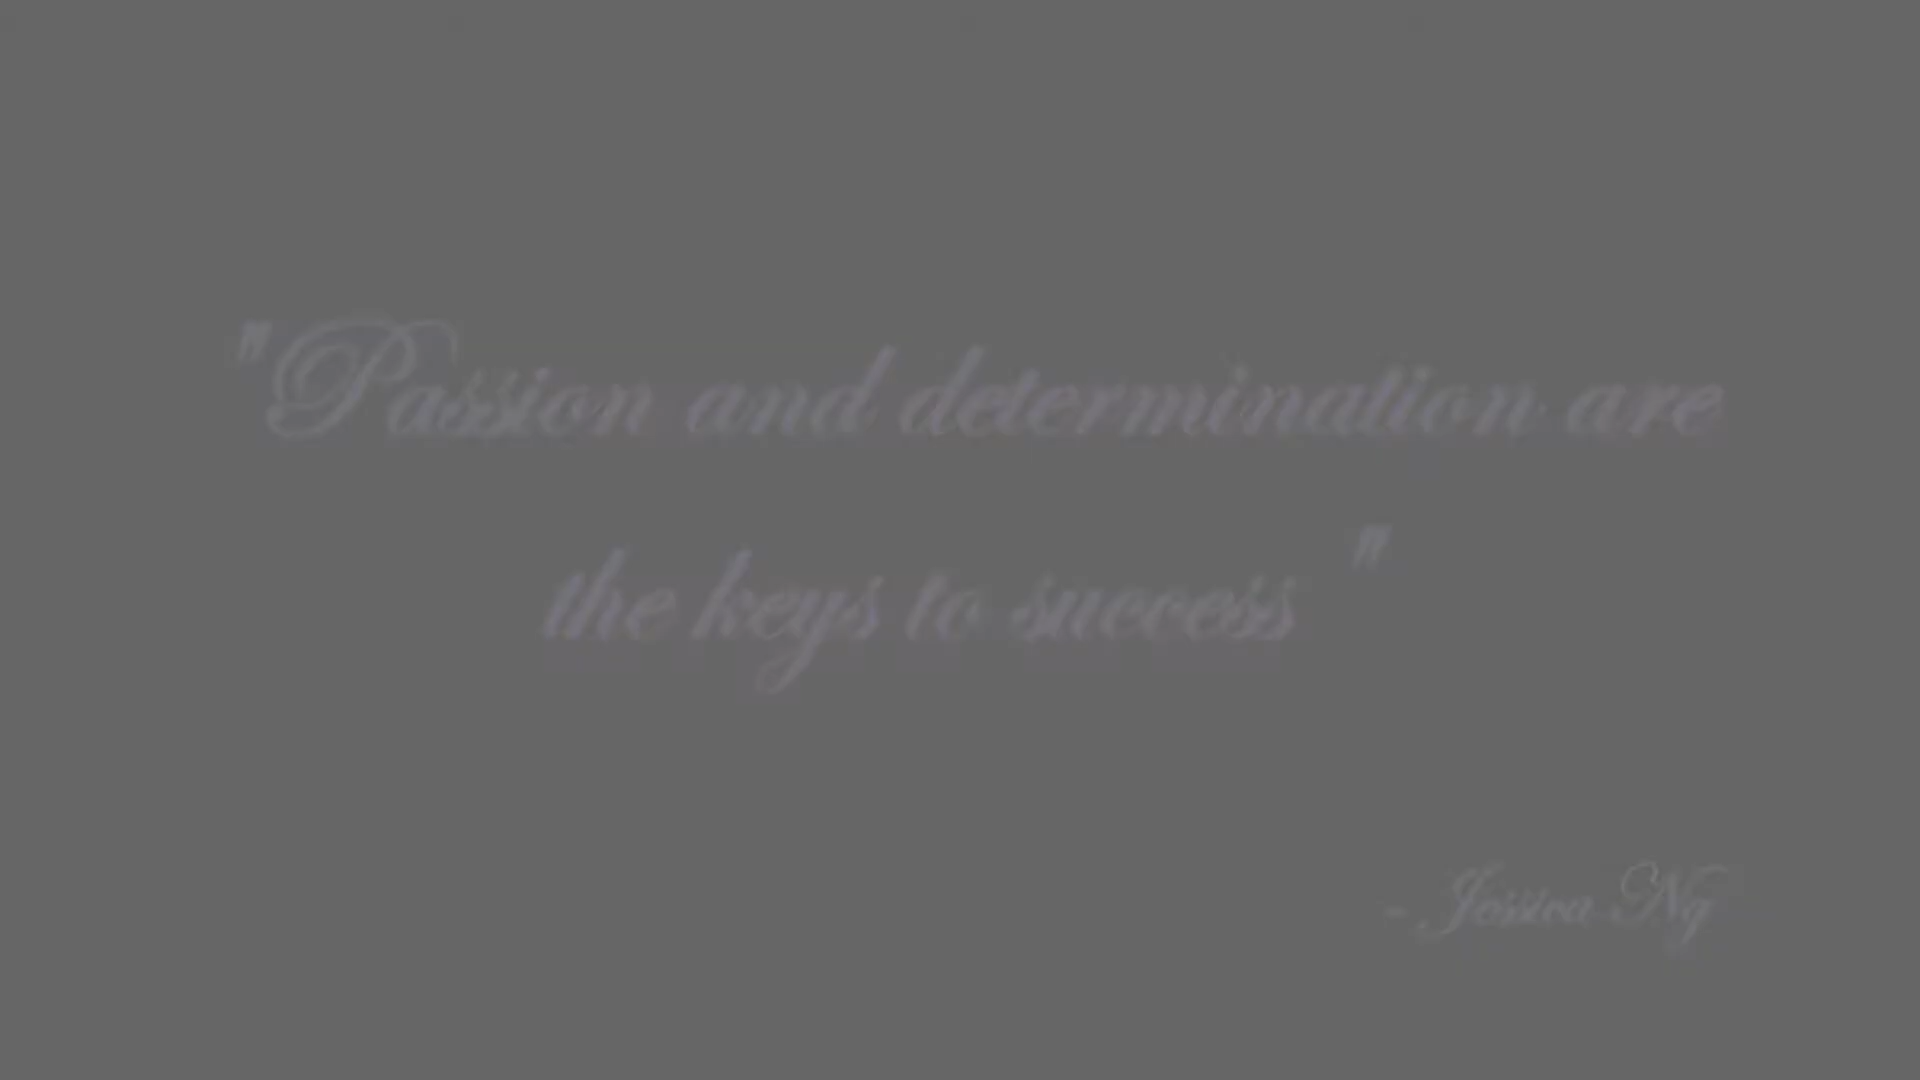 "Passion and determination are
the keys to success "
- Jessica Ng